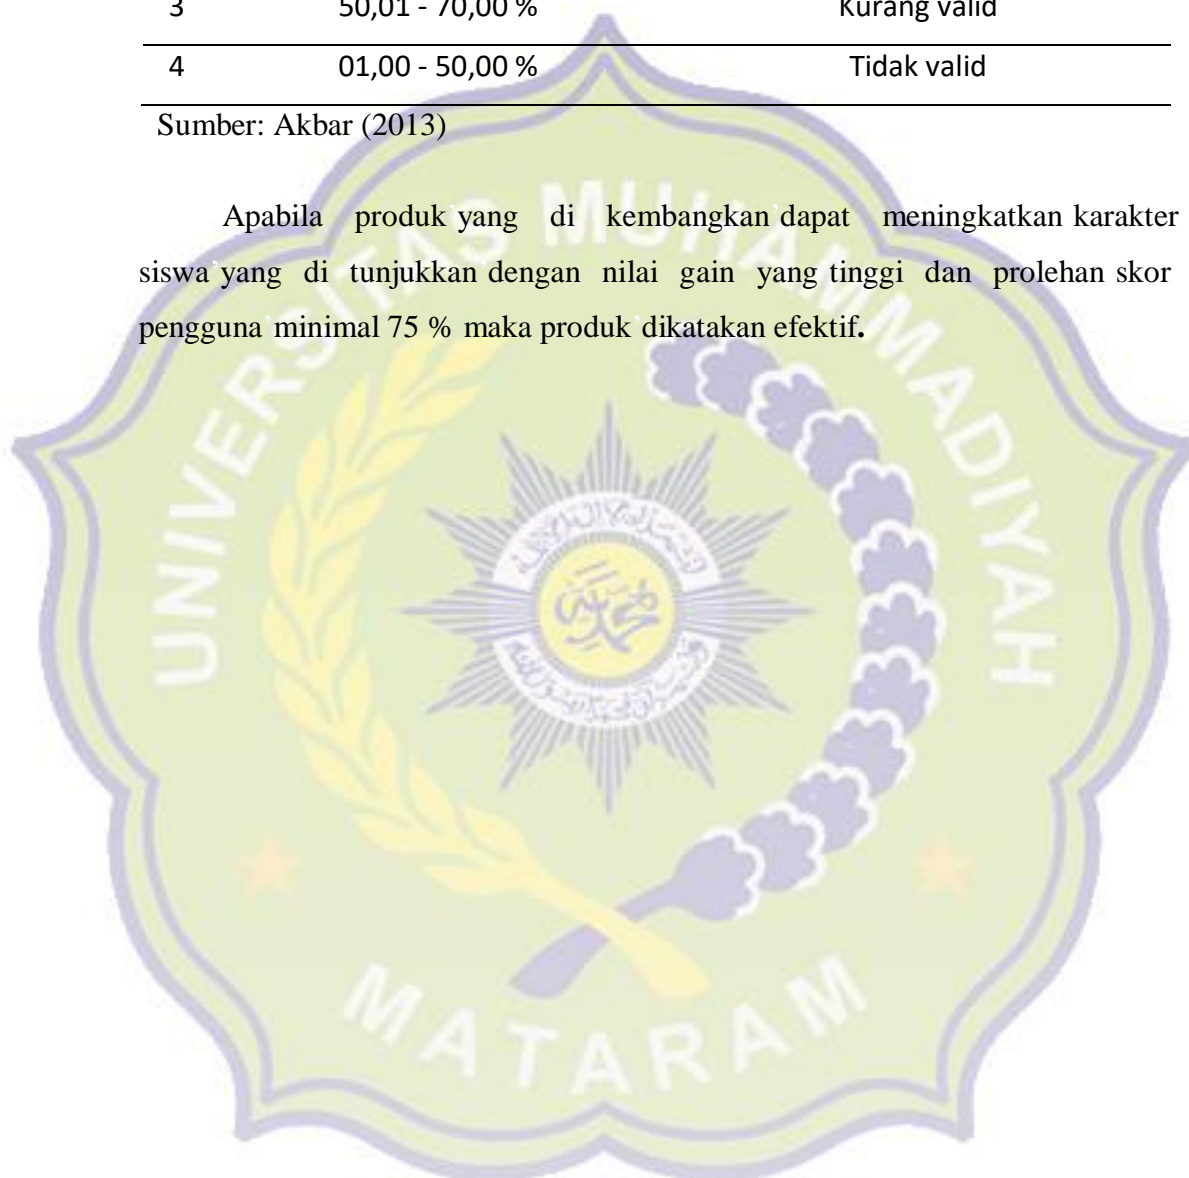 3 50,01 - 70,00 % Kurang valid
4 01,00 - 50,00 % Tidak valid
Sumber: Akbar (2013)
Apabila produk yang di kembangkan dapat meningkatkan karakter
siswa yang di tunjukkan dengan nilai gain yang tinggi dan prolehan skor
pengguna minimal 75 % maka produk dikatakan efektif.
UNIVERSITAS MUHAMMADIYAH
محمد
MATARAM